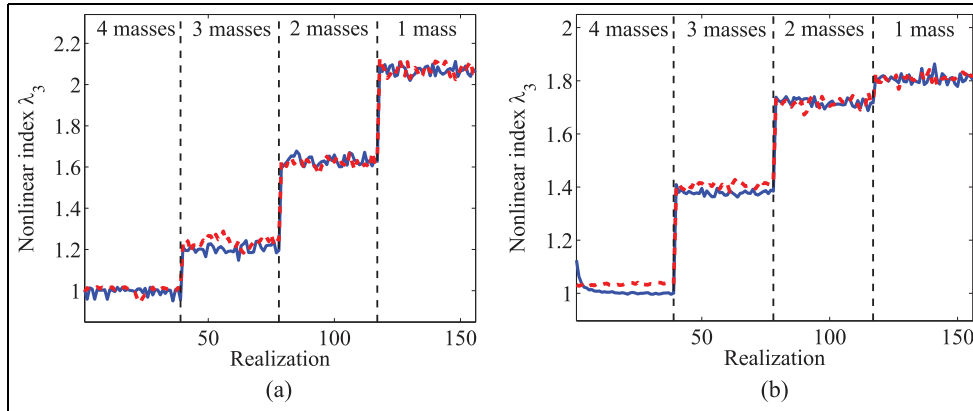 4 masses 3 masses 2 masses 1 mass
2.2
2
1.8
1.6
1.4
1.2
1
Nonlinear index λ_3
50 100 150
Realization
(a)
4 masses 3 masses 2 masses 1 mass
2
1.8
1.6
1.4
1.2
1
Nonlinear index λ_3
50 100 150
Realization
(b)